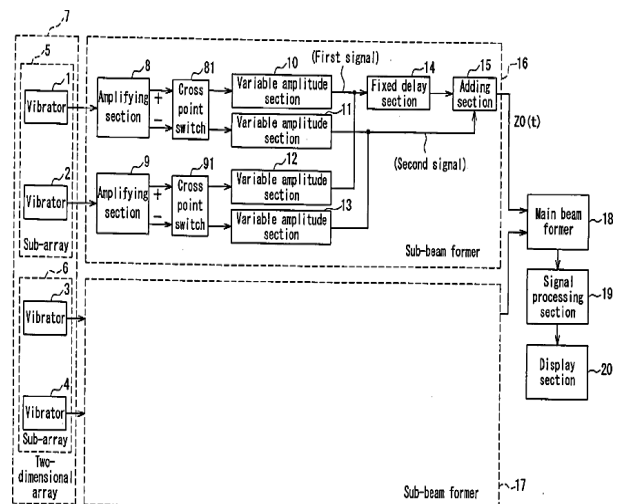 7
5
1
Vibrator
2
Vibrator
Sub-array
6
3
Vibrator
4
Vibrator
Sub-array
Two-
dimensional
array
8
Amplifying
section
+
−
81
Cross
point
switch
10
Variable amplitude
section
11
Variable amplitude
section
(First signal)
14
Fixed delay
section
15
Adding
section
16
20(t)
(Second signal)
9
Amplifying
section
+
−
91
Cross
point
switch
12
Variable amplitude
section
13
Variable amplitude
section
Sub-beam former
Main beam
former
18
Signal
processing
section
19
Display
section
20
Sub-beam former
17